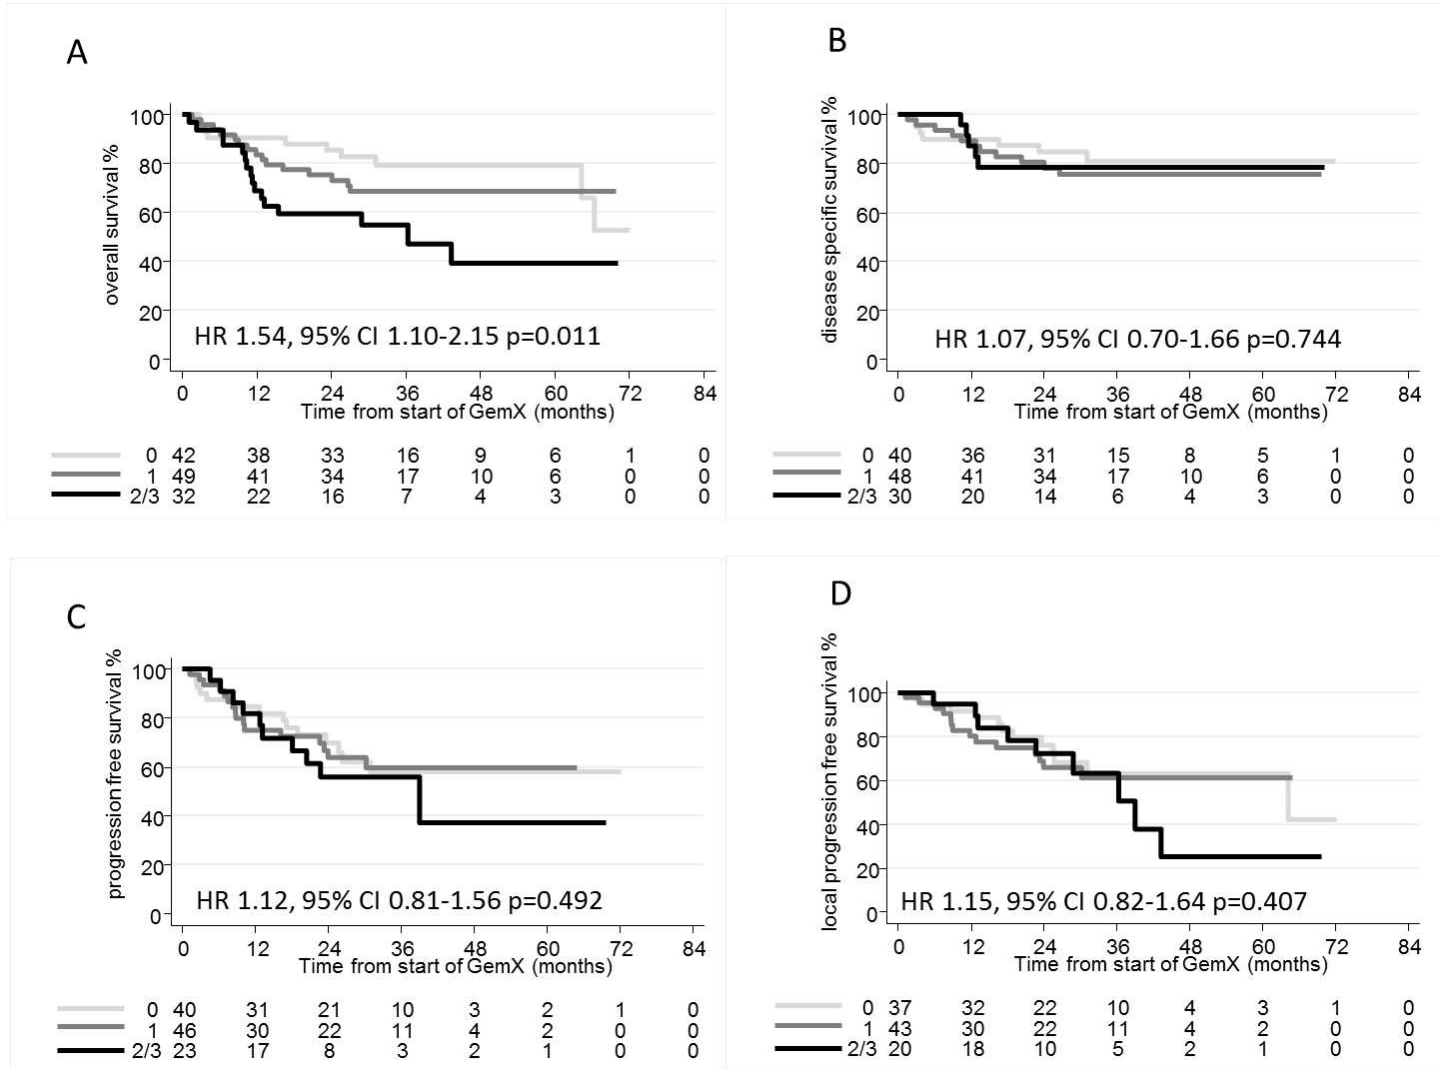 A
overall survival %
100
80
60
40
20
0
HR 1.54, 95% CI 1.10-2.15 p=0.011
0 12 24 36 48 60 72 84
Time from start of GemX (months)
0 42 38 33 16 9 6 1 0
1 49 41 34 17 10 6 0 0
2/3 32 22 16 7 4 3 0 0
B
disease specific survival %
100
80
60
40
20
0
HR 1.07, 95% CI 0.70-1.66 p=0.744
0 12 24 36 48 60 72 84
Time from start of GemX (months)
0 40 36 31 15 8 5 1 0
1 48 41 34 17 10 6 0 0
2/3 30 20 14 6 4 3 0 0
C
progression free survival %
100
80
60
40
20
0
HR 1.12, 95% CI 0.81-1.56 p=0.492
0 12 24 36 48 60 72 84
Time from start of GemX (months)
0 40 31 21 10 3 2 1 0
1 46 30 22 11 4 2 0 0
2/3 23 17 8 3 2 1 0 0
D
local progression free survival %
100
80
60
40
20
0
HR 1.15, 95% CI 0.82-1.64 p=0.407
0 12 24 36 48 60 72 84
Time from start of GemX (months)
0 37 32 22 10 4 3 1 0
1 43 30 22 11 4 2 0 0
2/3 20 18 10 5 2 1 0 0